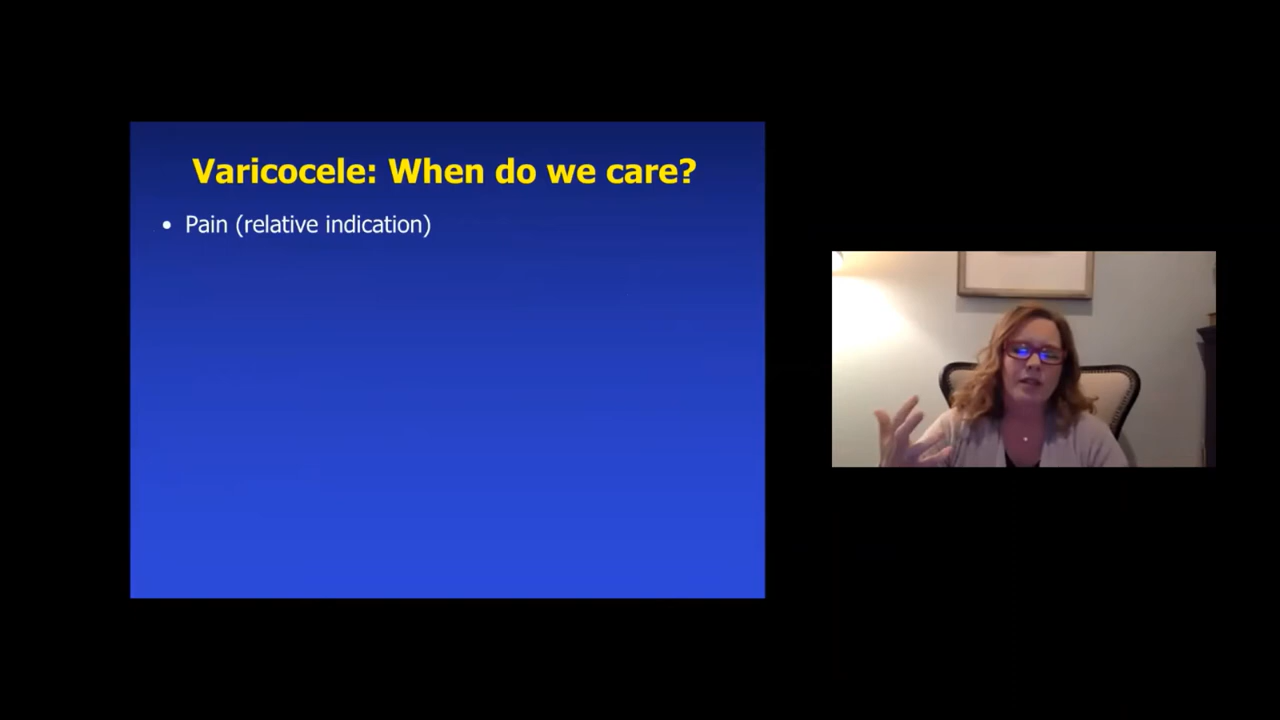 Varicocele: When do we care?
• Pain (relative indication)